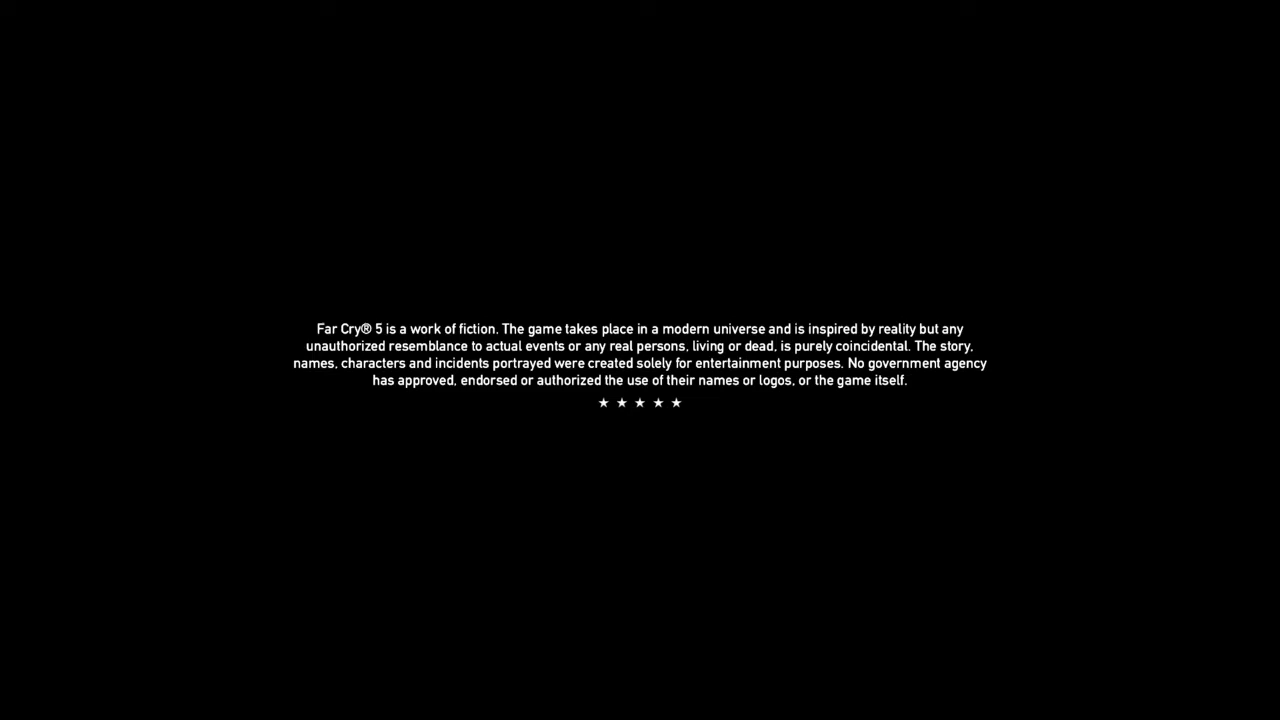 Far Cry® 5 is a work of fiction. The game takes place in a modern universe and is inspired by reality but any
unauthorized resemblance to actual events or any real persons, living or dead, is purely coincidental. The story,
names, characters and incidents portrayed were created solely for entertainment purposes. No government agency
has approved, endorsed or authorized the use of their names or logos, or the game itself.
★ ★ ★ ★ ★